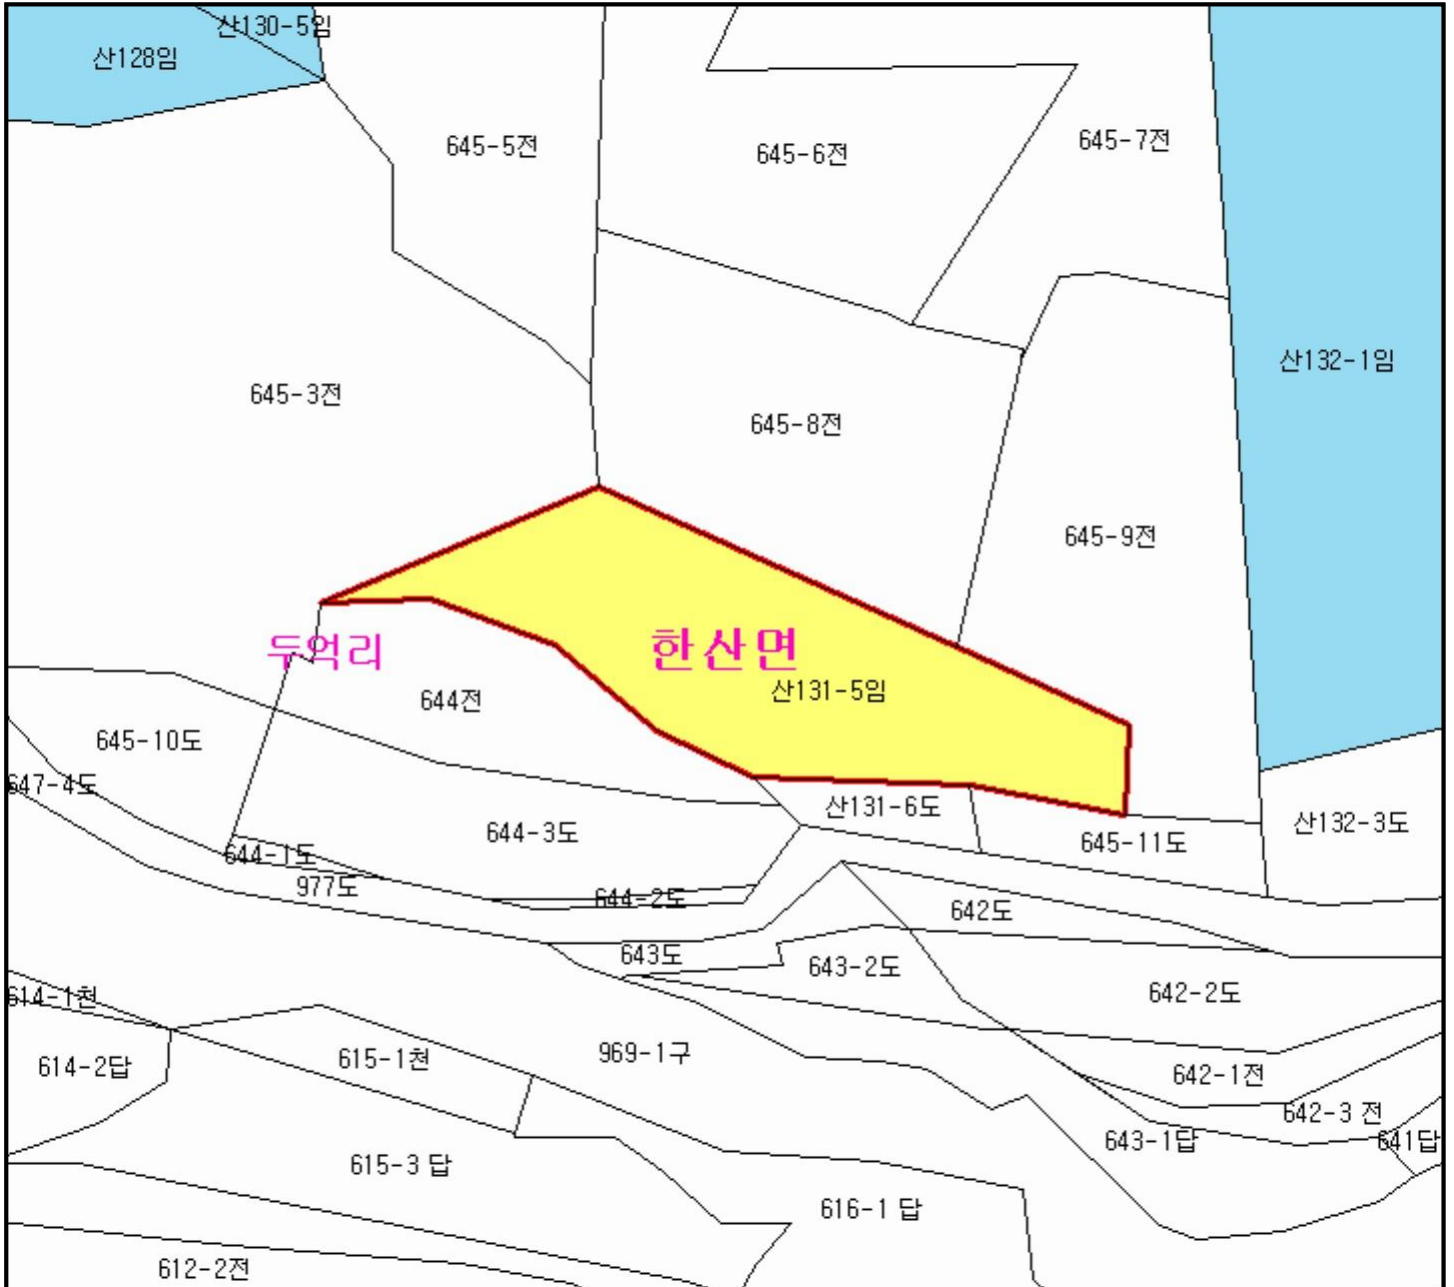 산130-5임
산128임
645-5전
645-6전
645-7전
산132-1임
645-3전
645-8전
645-9전
두억리
한산면
산131-5임
644전
645-10도
647-4도
산131-6도
산132-3도
644-3도
645-11도
644-1도
977도
644-2도
642도
643도
643-2도
642-2도
614-1천
614-2답
615-1천
969-1구
642-1전
642-3 전
643-1답
641답
615-3 답
616-1 답
612-2전